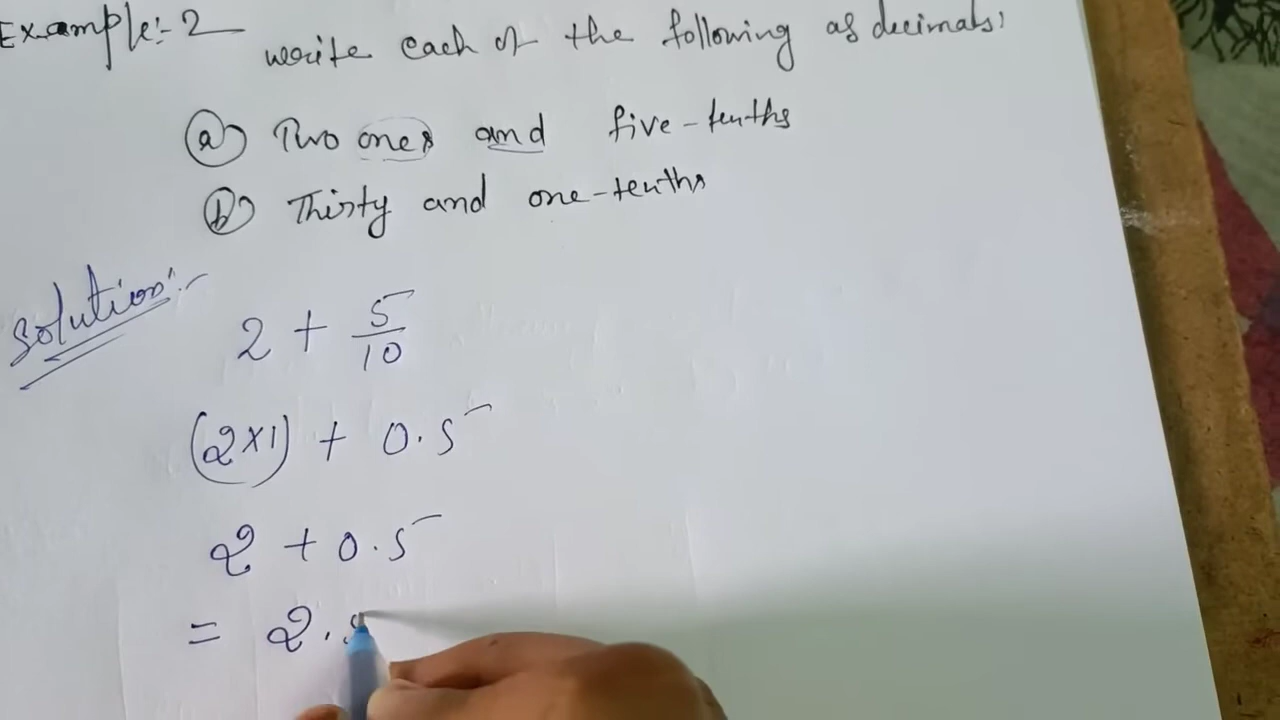 Example:- 2
write each of the following as decimals:
(a) Two ones and five-tenths
(b) Thirty and one-tenths
Solution:-
2 + 5/10
(2×1) + 0.5
2 + 0.5
= 2.5